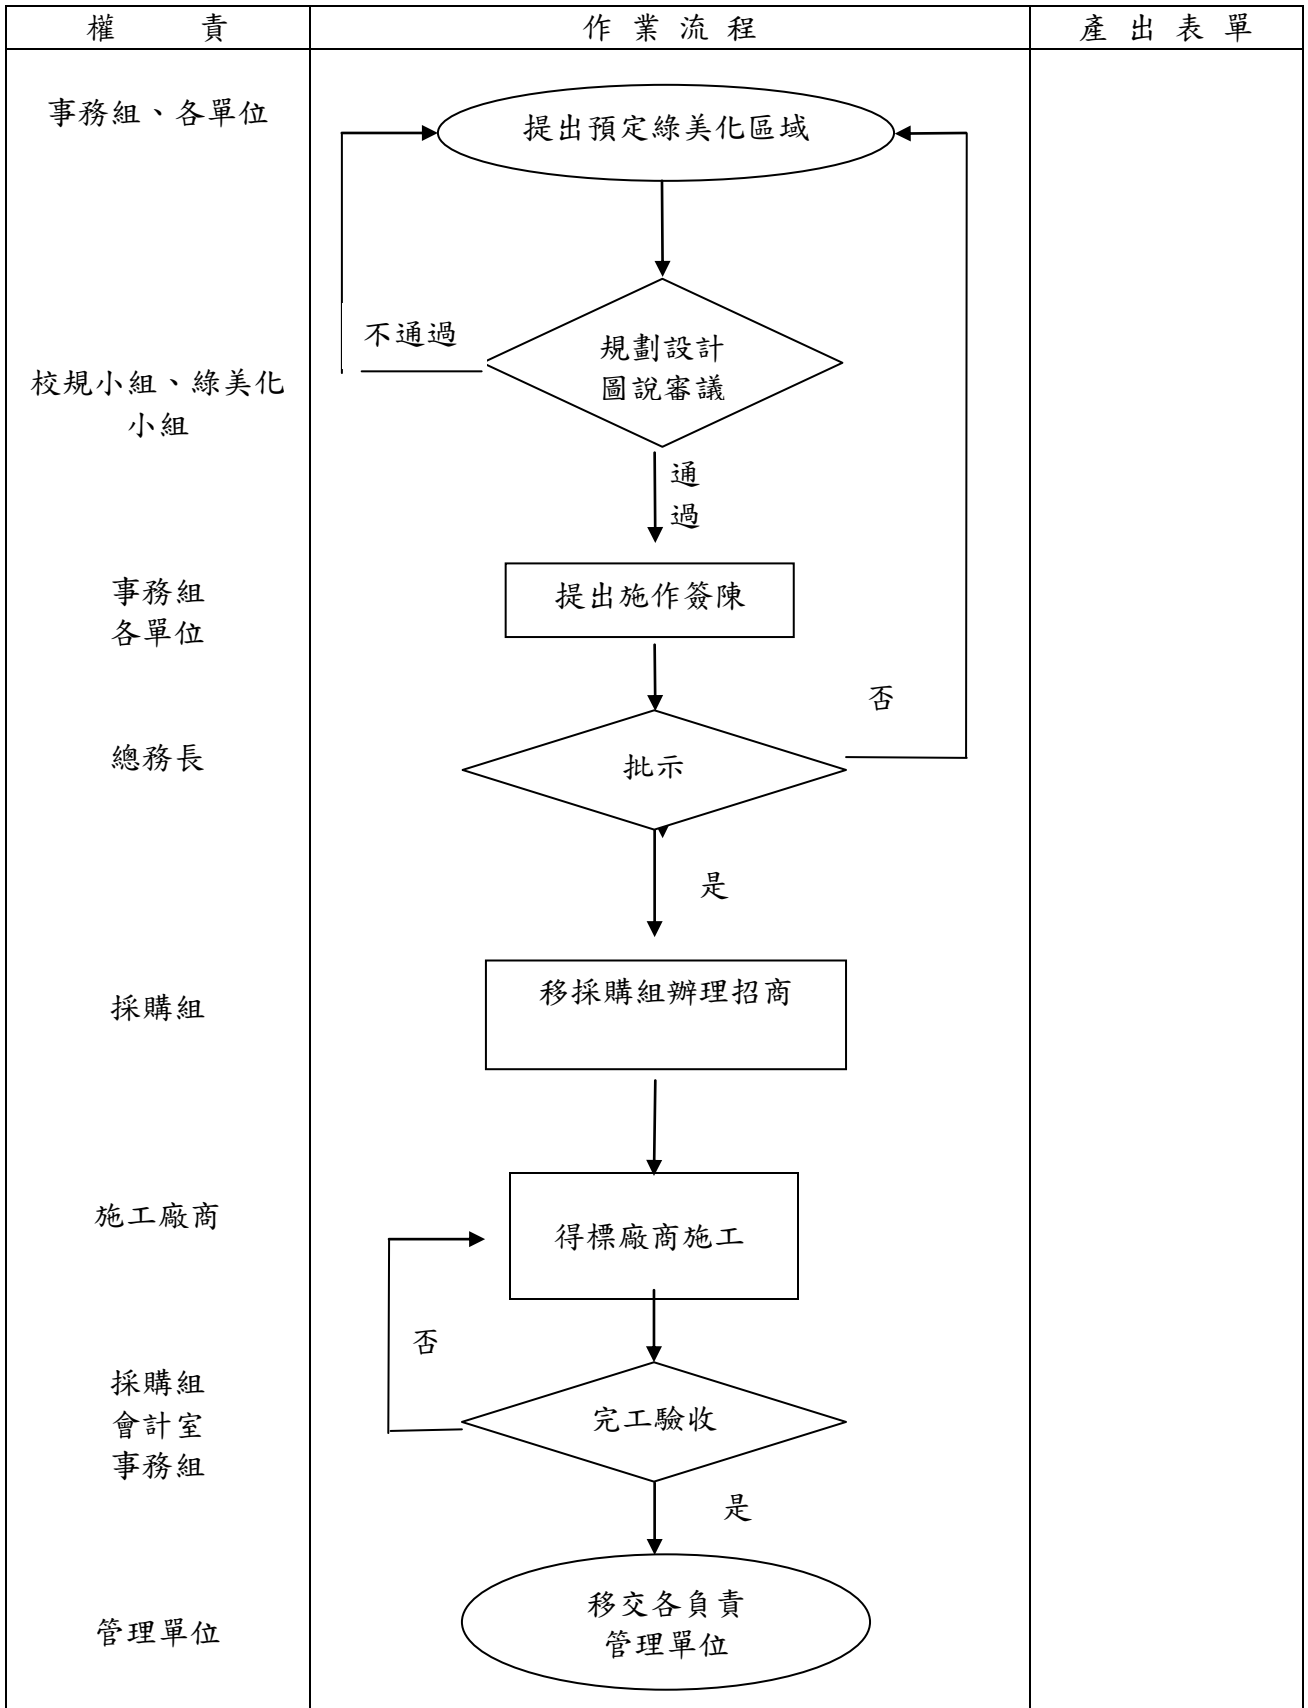 權 責 作 業 流 程 產 出 表 單
事務組、各單位
提出預定綠美化區域
不通過
規劃設計
圖說審議
校規小組、綠美化
小組
通
過
事務組
各單位
提出施作簽陳
否
總務長
批示
是
採購組
移採購組辦理招商
施工廠商
得標廠商施工
否
採購組
會計室
事務組
完工驗收
是
移交各負責
管理單位
管理單位